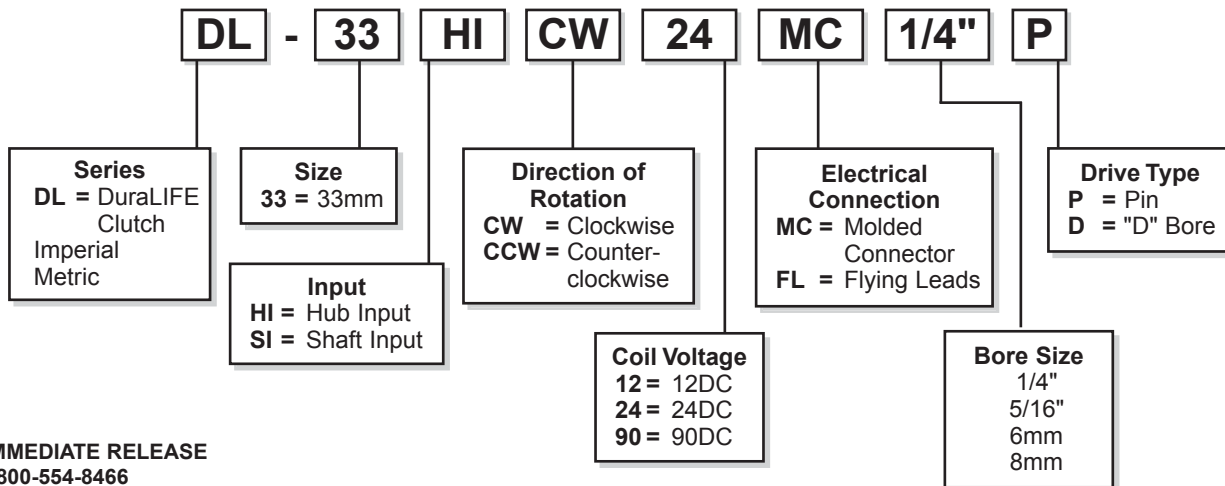 DL - 33 HI CW 24 MC 1/4" P
Series
DL = DuraLIFE
Clutch
Imperial
Metric
Size
33 = 33mm
Input
HI = Hub Input
SI = Shaft Input
Direction of
Rotation
CW = Clockwise
CCW = Counter-
clockwise
Coil Voltage
12 = 12DC
24 = 24DC
90 = 90DC
Electrical
Connection
MC = Molded
Connector
FL = Flying Leads
Bore Size
1/4"
5/16"
6mm
8mm
Drive Type
P = Pin
D = "D" Bore
MMEDIATE RELEASE
800-554-8466